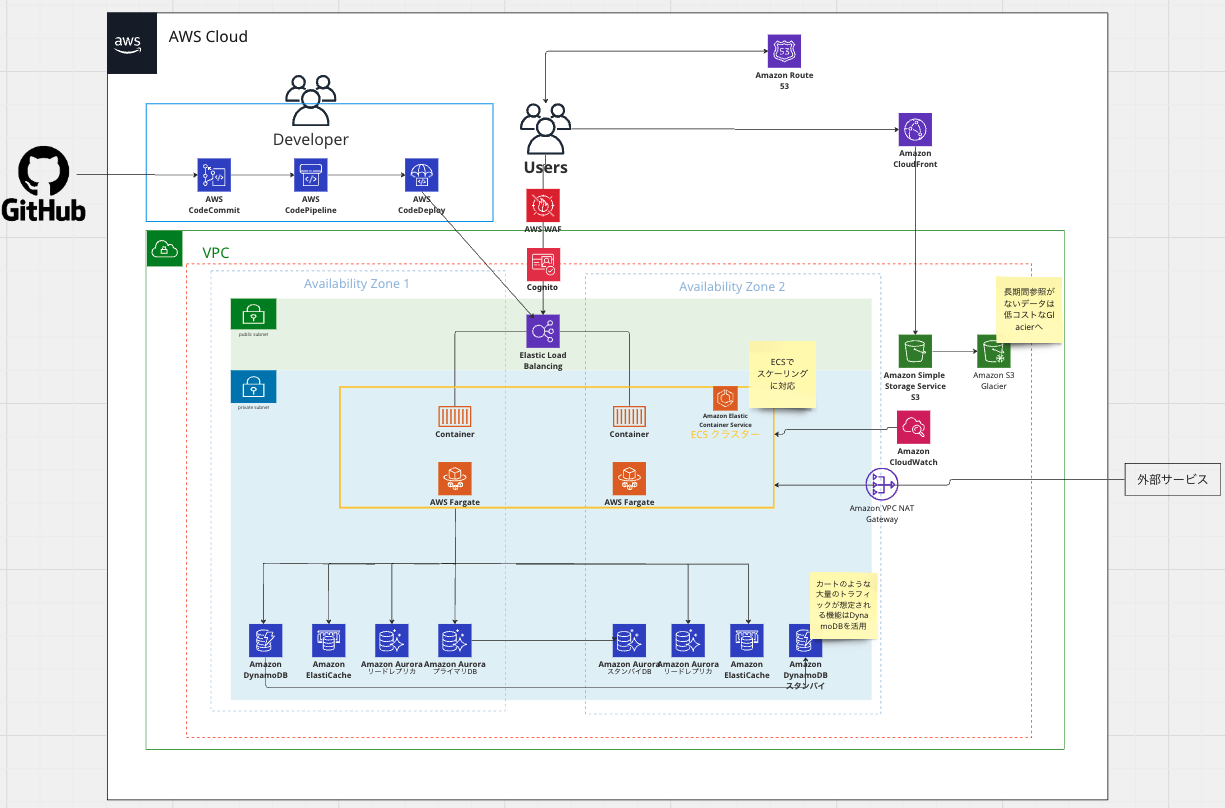 aws
AWS Cloud
53
Amazon Route
53
Developer
Users
Amazon
CloudFront
GitHub
AWS
CodeCommit
AWS
CodePipeline
AWS
CodeDeploy
AWS WAF
VPC
Cognito
Availability Zone 1
Availability Zone 2
public subnet
長期間参照が
ないデータは
低コストなGl
acierへ
Elastic Load
Balancing
ECSで
スケーリング
に対応
Amazon Simple
Storage Service
S3
Amazon S3
Glacier
private subnet
Container
Container
Amazon Elastic
Container Service
ECS クラスター
Amazon
CloudWatch
AWS Fargate
AWS Fargate
Amazon VPC NAT
Gateway
外部サービス
カートのような
大量のトラフィ
ックが想定され
る機能はDyna
moDBを活用
Amazon
DynamoDB
Amazon
ElastiCache
Amazon Aurora
リードレプリカ
Amazon Aurora
プライマリDB
Amazon Aurora
スタンバイDB
Amazon Aurora
リードレプリカ
Amazon
ElastiCache
Amazon
DynamoDB
スタンバイ